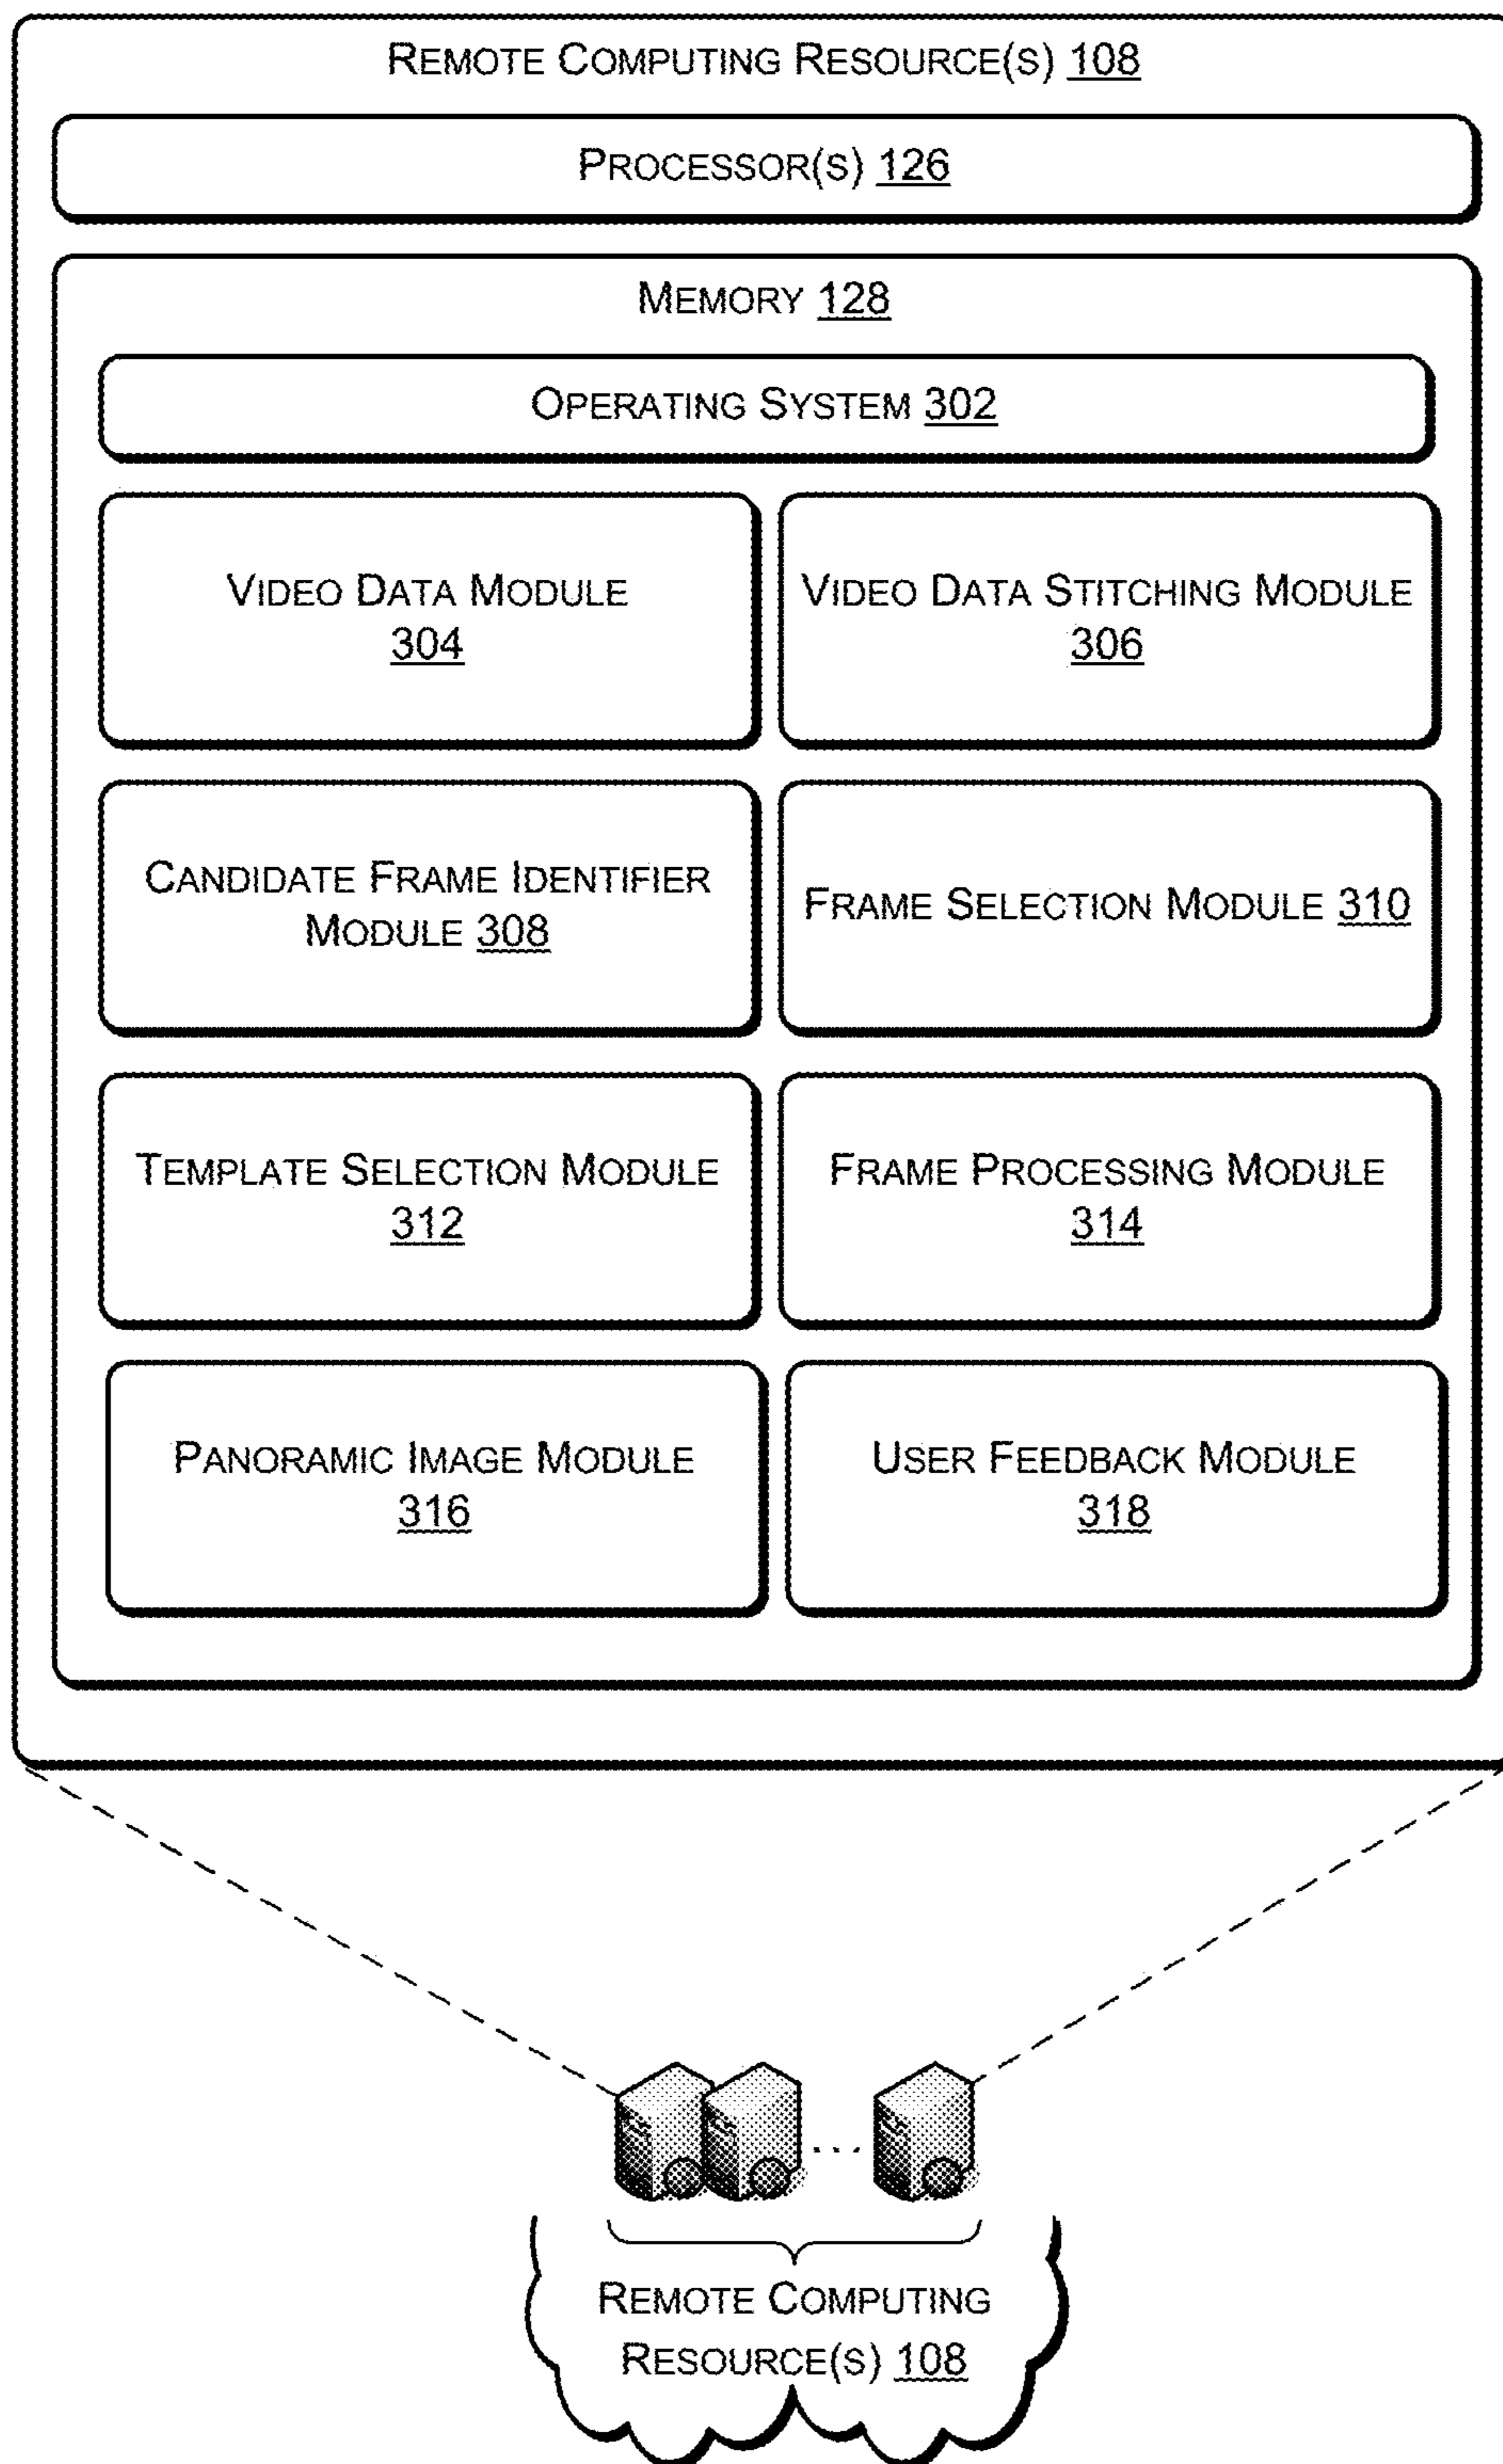 REMOTE COMPUTING RESOURCE(S) 108
PROCESSOR(S) 126
MEMORY 128
OPERATING SYSTEM 302
VIDEO DATA MODULE
304
VIDEO DATA STITCHING MODULE
306
CANDIDATE FRAME IDENTIFIER
MODULE 308
FRAME SELECTION MODULE 310
TEMPLATE SELECTION MODULE
312
FRAME PROCESSING MODULE
314
PANORAMIC IMAGE MODULE
316
USER FEEDBACK MODULE
318
...
REMOTE COMPUTING
RESOURCE(S) 108